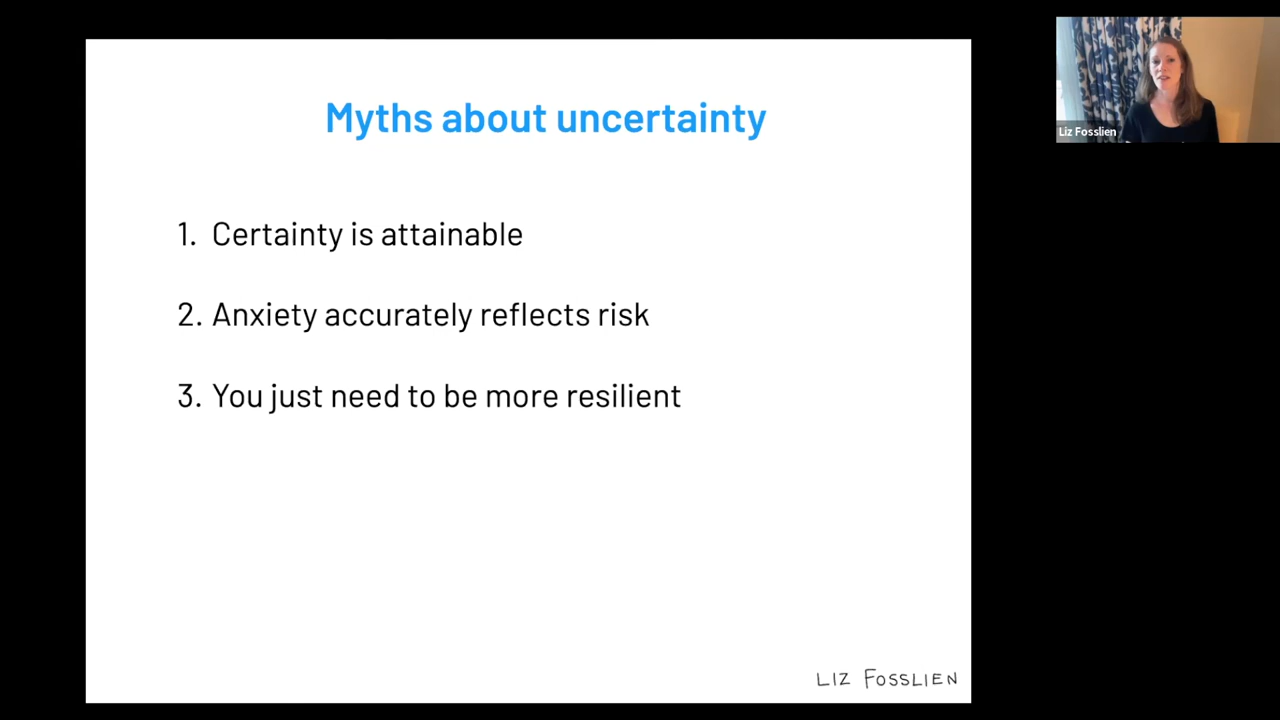 Myths about uncertainty
1. Certainty is attainable
2. Anxiety accurately reflects risk
3. You just need to be more resilient
LIZ FOSSLIEN
Liz Fosslien